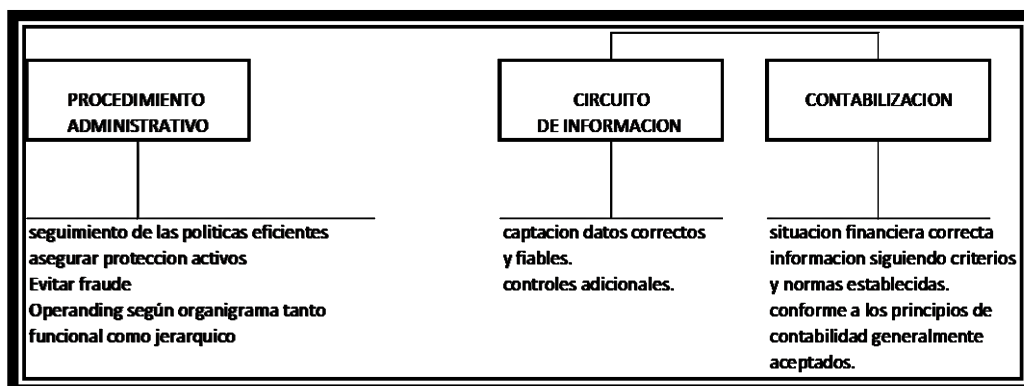 PROCEDIMIENTO
ADMINISTRATIVO
CIRCUITO
DE INFORMACION
CONTABILIZACION
seguimiento de las politicas eficientes
asegurar proteccion activos
Evitar fraude
Operanding según organigrama tanto
funcional como jerarquico
captacion datos correctos
y fiables.
controles adicionales.
situacion financiera correcta
informacion siguiendo criterios
y normas establecidas.
conforme a los principios de
contabilidad generalmente
aceptados.